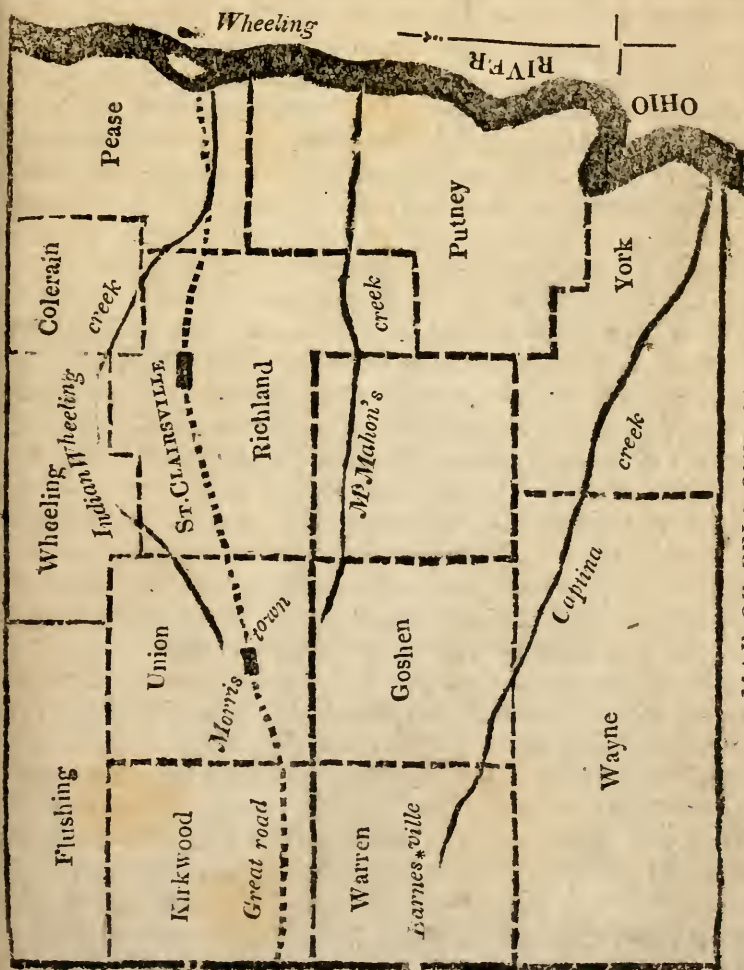 Wheeling
OHIO
RIVER
Pease
Colerain
creek
Wheeling
Indian Wheeling
Flushing
ST. CLAIRSVILLE
Richland
Union
Morris
town
Kirkwood
Great road
Putney
creek
McMahon's
Goshen
Warren
Barnes*ville
York
creek
Captina
Wayne